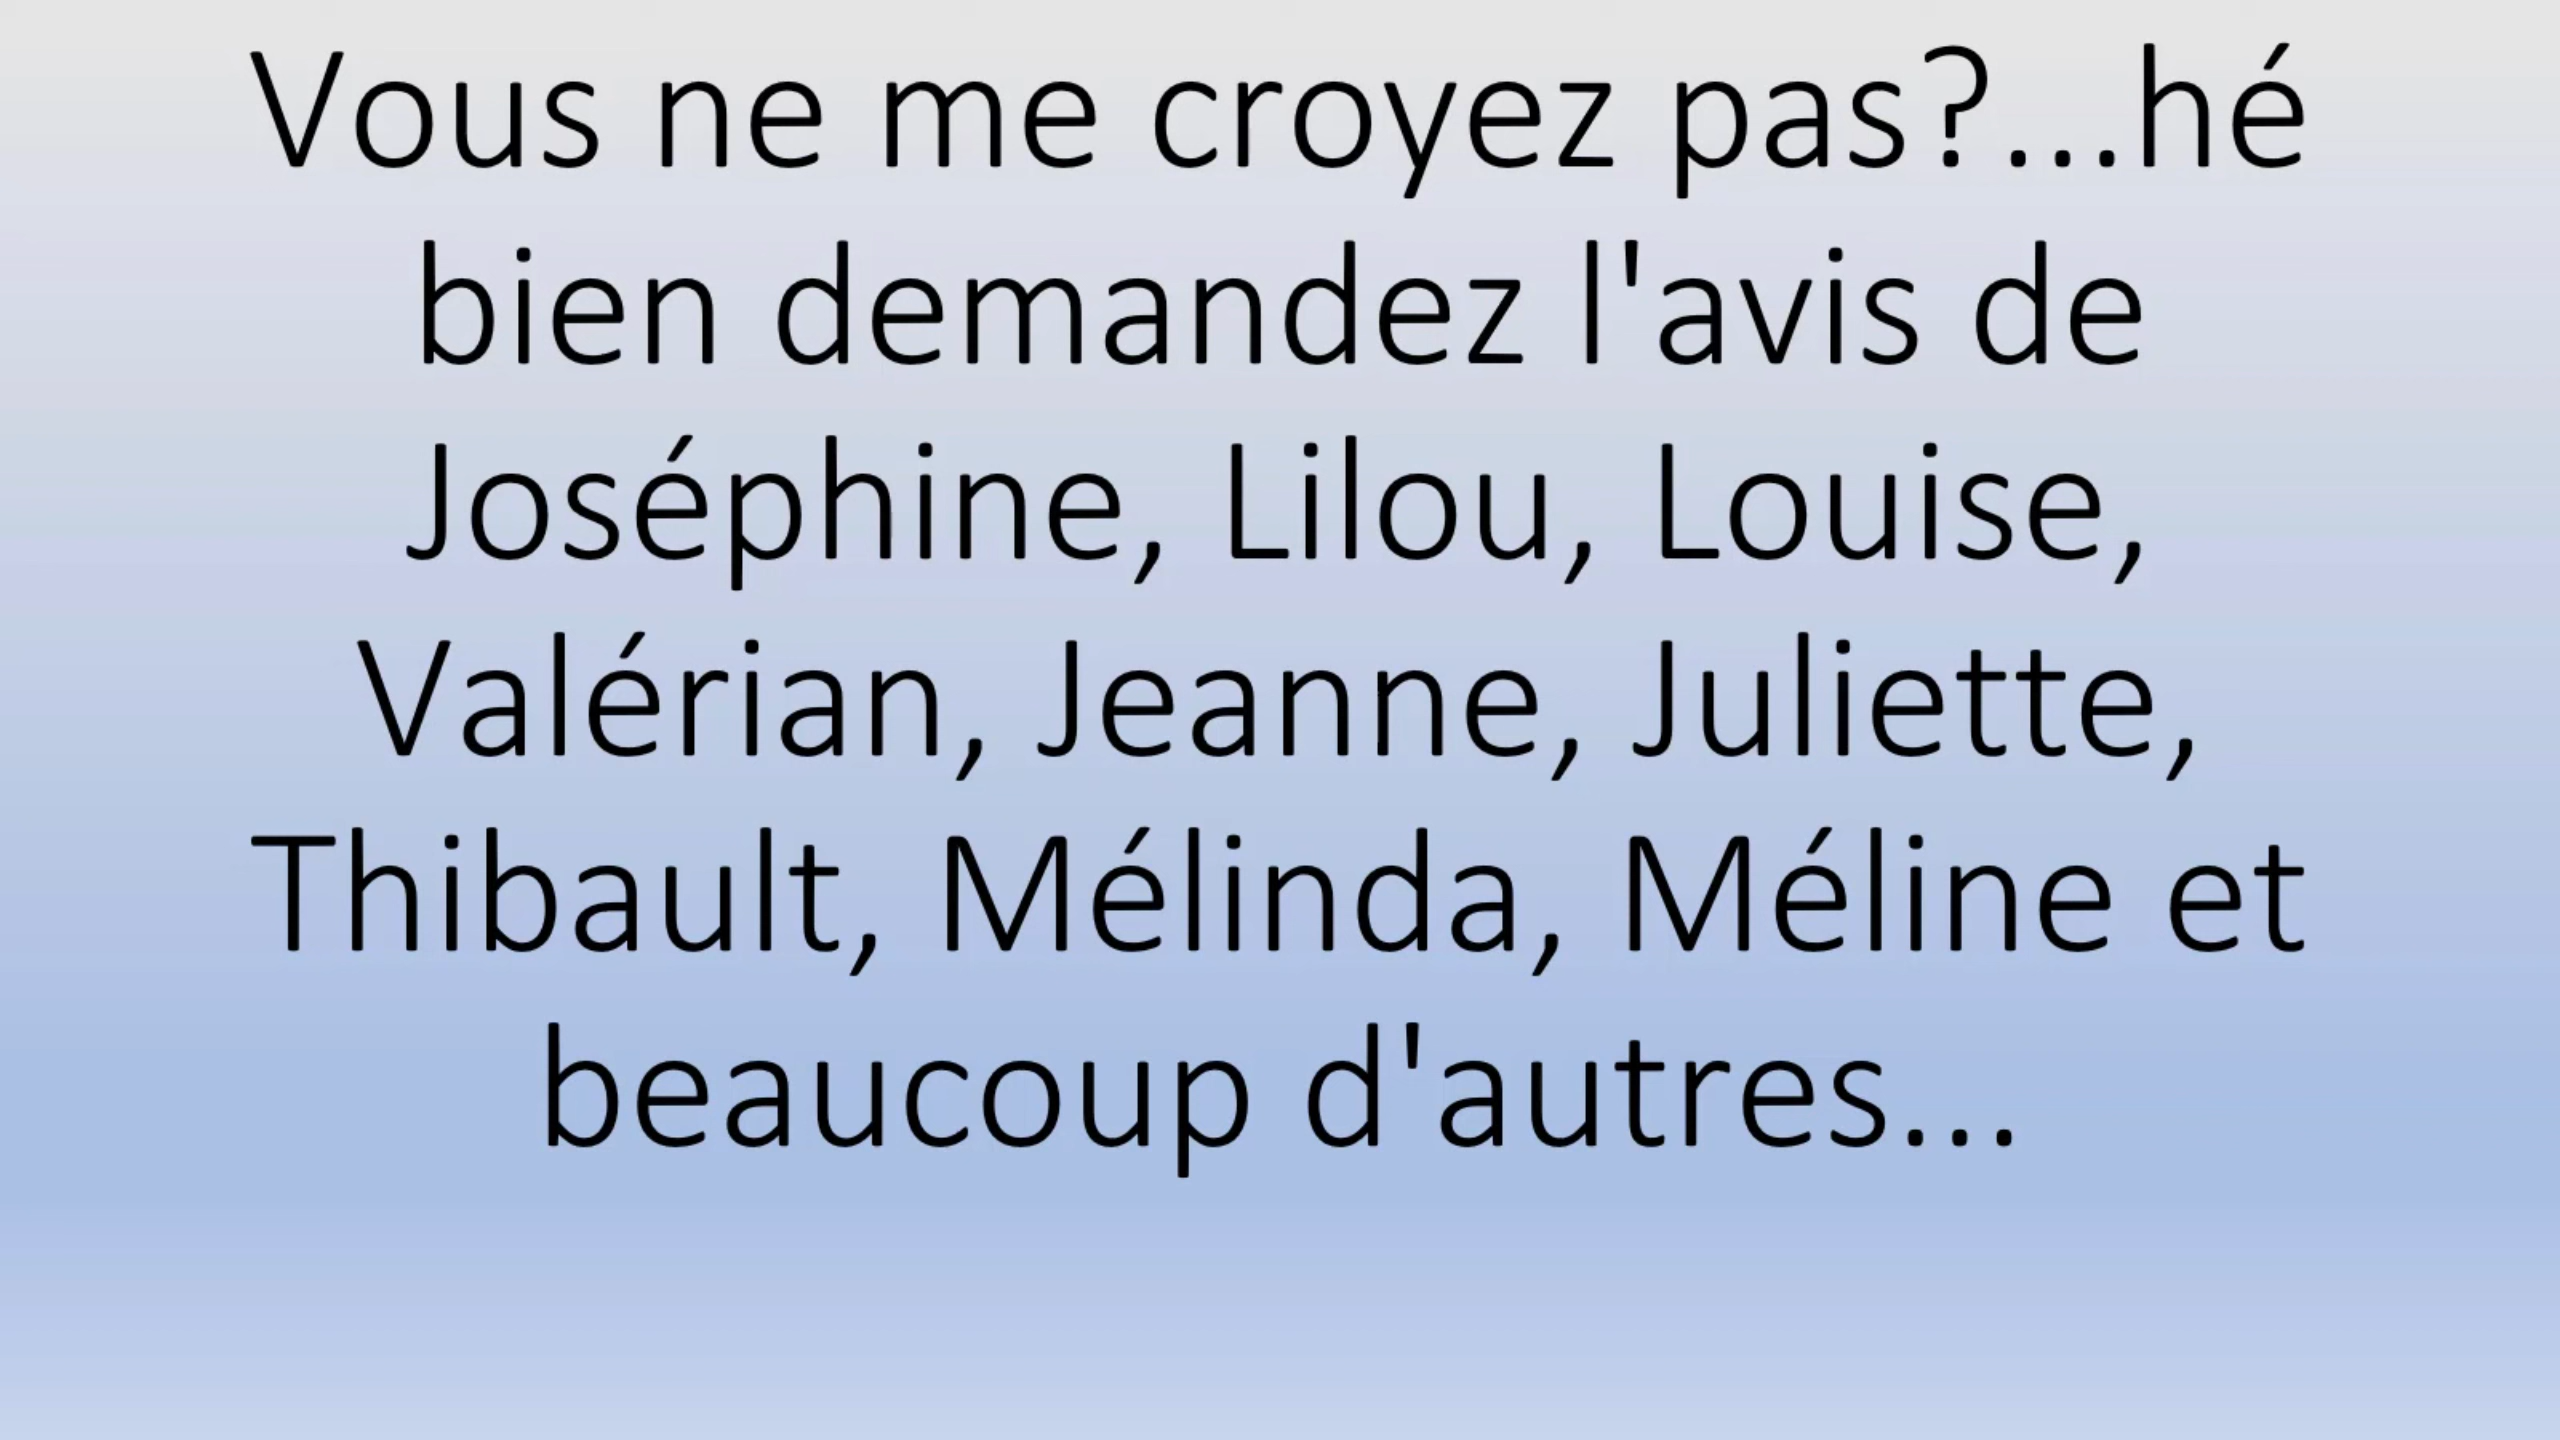 Vous ne me croyez pas?...hé
bien demandez l'avis de
Joséphine, Lilou, Louise,
Valérian, Jeanne, Juliette,
Thibault, Mélinda, Méline et
beaucoup d'autres...